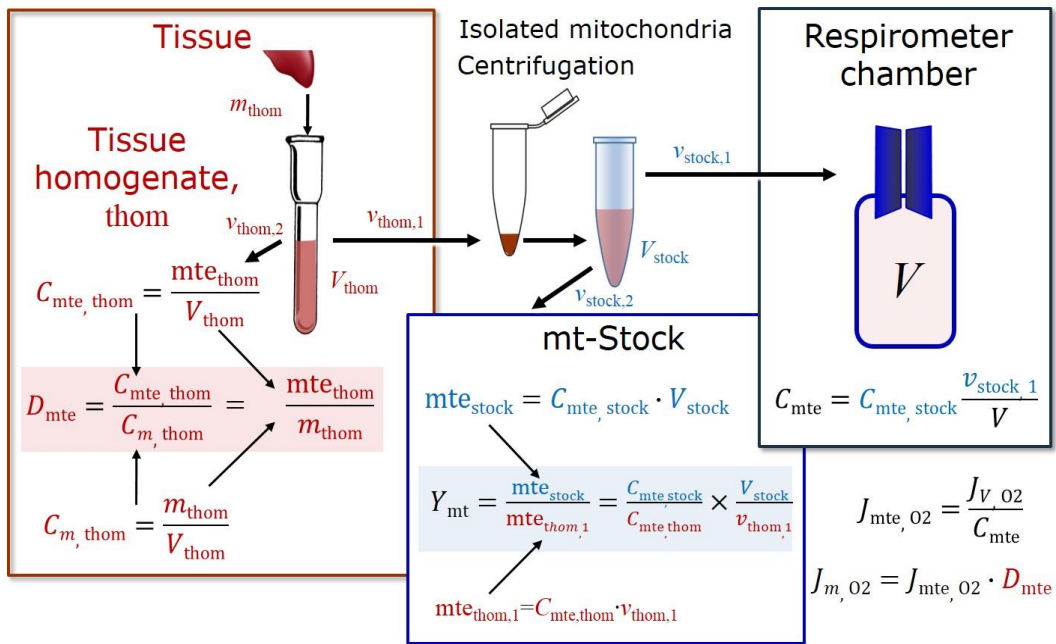 Tissue
m_thom
Tissue
homogenate,
thom
v_thom,2
v_thom,1
V_thom
C_mte, thom = mte_thom / V_thom
D_mte = C_mte, thom / C_m, thom = mte_thom / m_thom
C_m, thom = m_thom / V_thom
Isolated mitochondria
Centrifugation
v_stock,1
V_stock
v_stock,2
mt-Stock
mte_stock = C_mte, stock · V_stock
Y_mt = mte_stock / mte_thom,1 = C_mte,stock / C_mte,thom × V_stock / v_thom,1
mte_thom,1=C_mte,thom·v_thom,1
Respirometer
chamber
V
C_mte = C_mte, stock v_stock_1 / V
J_mte, O2 = J_V, O2 / C_mte
J_m, O2 = J_mte, O2 · D_mte